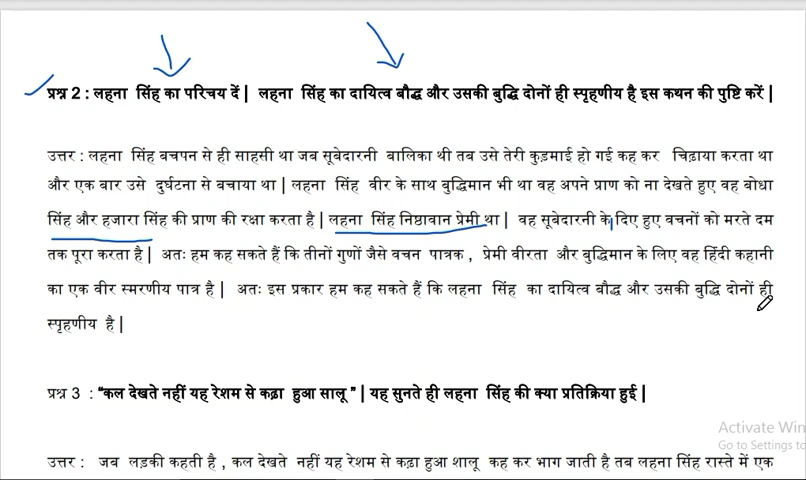 प्रश्न 2 : लहना सिंह का परिचय दें | लहना सिंह का दायित्व बौद्ध और उसकी बुद्धि दोनों ही स्पृहणीय है इस कथन की पुष्टि करें |
उत्तर : लहना सिंह बचपन से ही साहसी था जब सूबेदारनी बालिका थी तब उसे तेरी कुड़माई हो गई कह कर चिढ़ाया करता था
और एक बार उसे दुर्घटना से बचाया था | लहना सिंह वीर के साथ बुद्धिमान भी था वह अपने प्राण को ना देखते हुए वह बोधा
सिंह और हजारा सिंह की प्राण की रक्षा करता है | लहना सिंह निष्ठावान प्रेमी था | वह सूबेदारनी के दिए हुए वचनों को मरते दम
तक पूरा करता है | अतः हम कह सकते हैं कि तीनों गुणों जैसे वचन पात्रक , प्रेमी वीरता और बुद्धिमान के लिए वह हिंदी कहानी
का एक वीर स्मरणीय पात्र है | अतः इस प्रकार हम कह सकते हैं कि लहना सिंह का दायित्व बौद्ध और उसकी बुद्धि दोनों ही
स्पृहणीय है |
प्रश्न 3 : "कल देखते नहीं यह रेशम से कढ़ा हुआ सालू " | यह सुनते ही लहना सिंह की क्या प्रतिक्रिया हुई |
Activate Win
Go to Settings to
उत्तर : जब लड़की कहती है , कल देखते नहीं यह रेशम से कढ़ा हुआ शालू कह कर भाग जाती है तब लहना सिंह रास्ते में एक